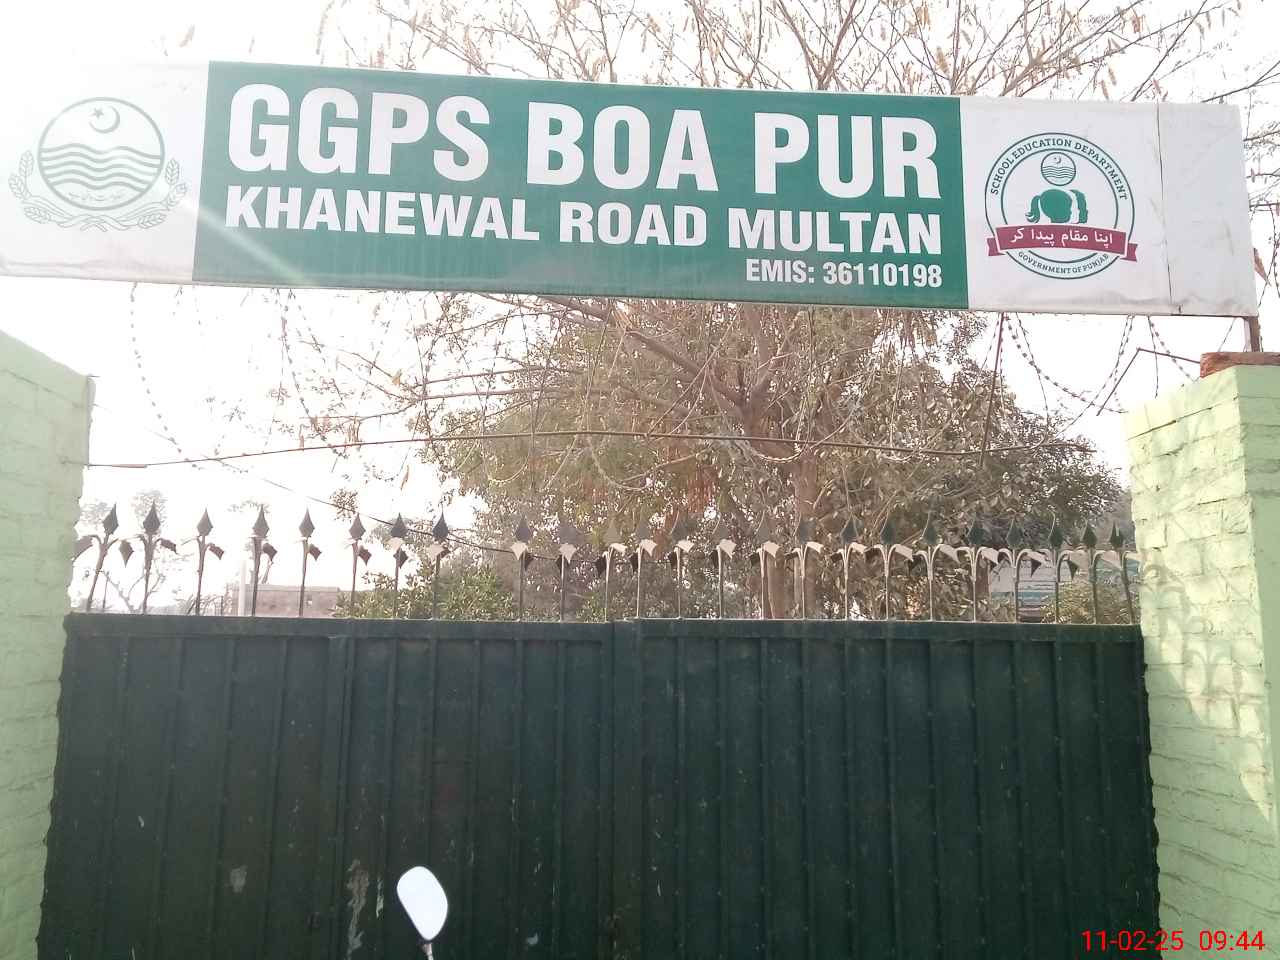 GGPS BOA PUR
KHANEWAL ROAD MULTAN
EMIS: 36110198
SCHOOL EDUCATION DEPARTMENT
اپنا مقام پیدا کر
GOVERNMENT OF PUNJAB
11-02-25 09:44